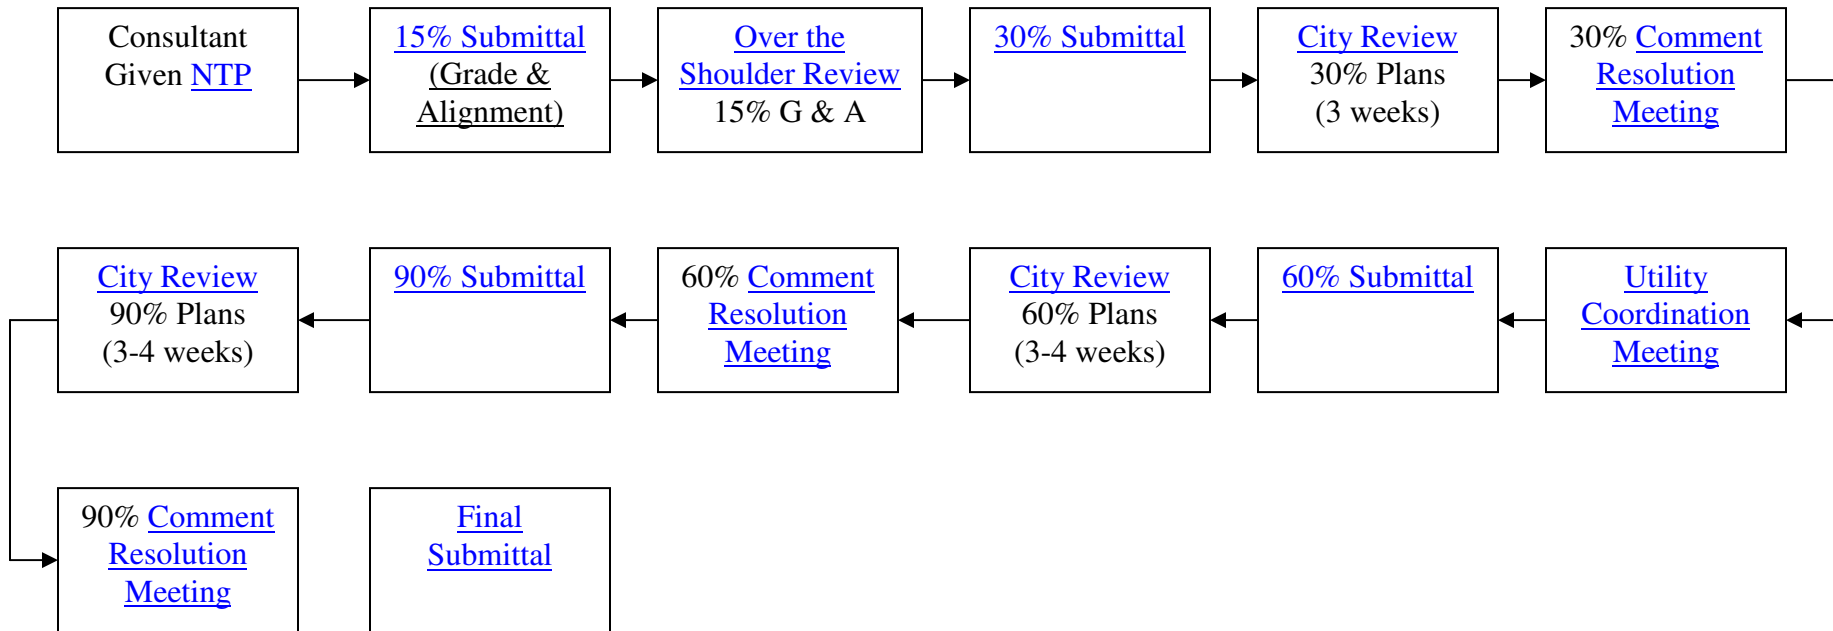 Consultant
Given NTP
15% Submittal
(Grade &
Alignment)
Over the
Shoulder Review
15% G & A
30% Submittal
City Review
30% Plans
(3 weeks)
30% Comment
Resolution
Meeting
City Review
90% Plans
(3-4 weeks)
90% Submittal
60% Comment
Resolution
Meeting
City Review
60% Plans
(3-4 weeks)
60% Submittal
Utility
Coordination
Meeting
90% Comment
Resolution
Meeting
Final
Submittal